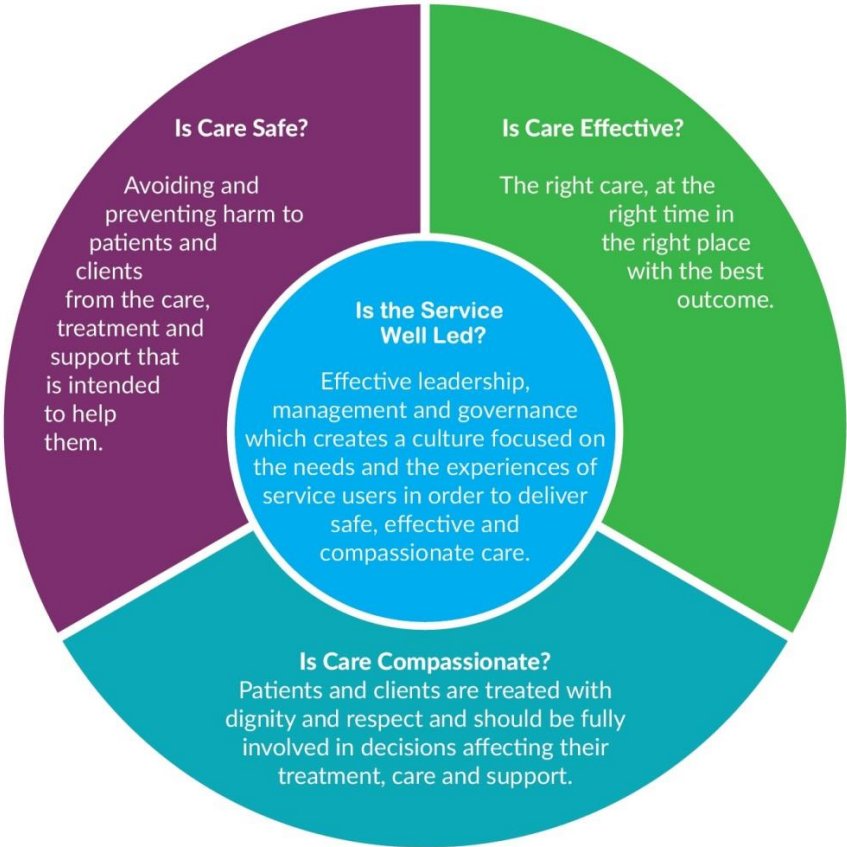 Is Care Safe?
Avoiding and
preventing harm to
patients and
clients
from the care,
treatment and
support that
is intended
to help
them.
Is Care Effective?
The right care, at the
right time in
the right place
with the best
outcome.
Is the Service
Well Led?
Effective leadership,
management and governance
which creates a culture focused on
the needs and the experiences of
service users in order to deliver
safe, effective and
compassionate care.
Is Care Compassionate?
Patients and clients are treated with
dignity and respect and should be fully
involved in decisions affecting their
treatment, care and support.